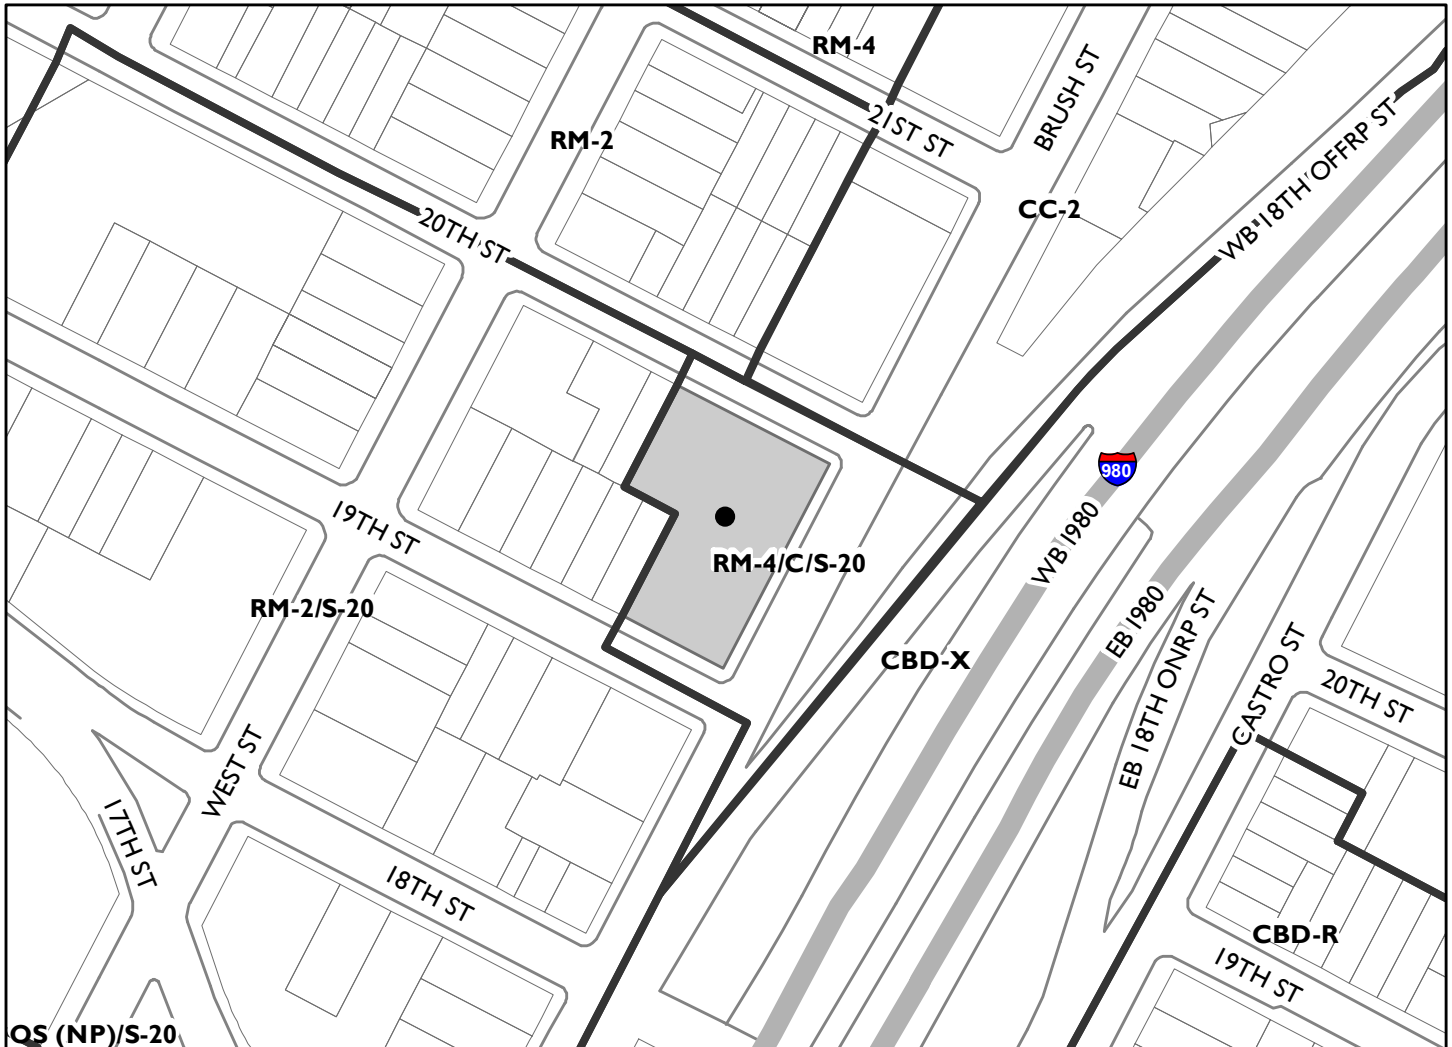 RM-4
BRUSH ST
21ST ST
WB 18TH OFFRP ST
RM-2
CC-2
20TH ST
980
19TH ST
WB I980
RM-4/C/S-20
RM-2/S-20
EB I980
EB 18TH ONRP ST
CASTRO ST
CBD-X
20TH ST
WEST ST
17TH ST
18TH ST
CBD-R
19TH ST
OS (NP)/S-20